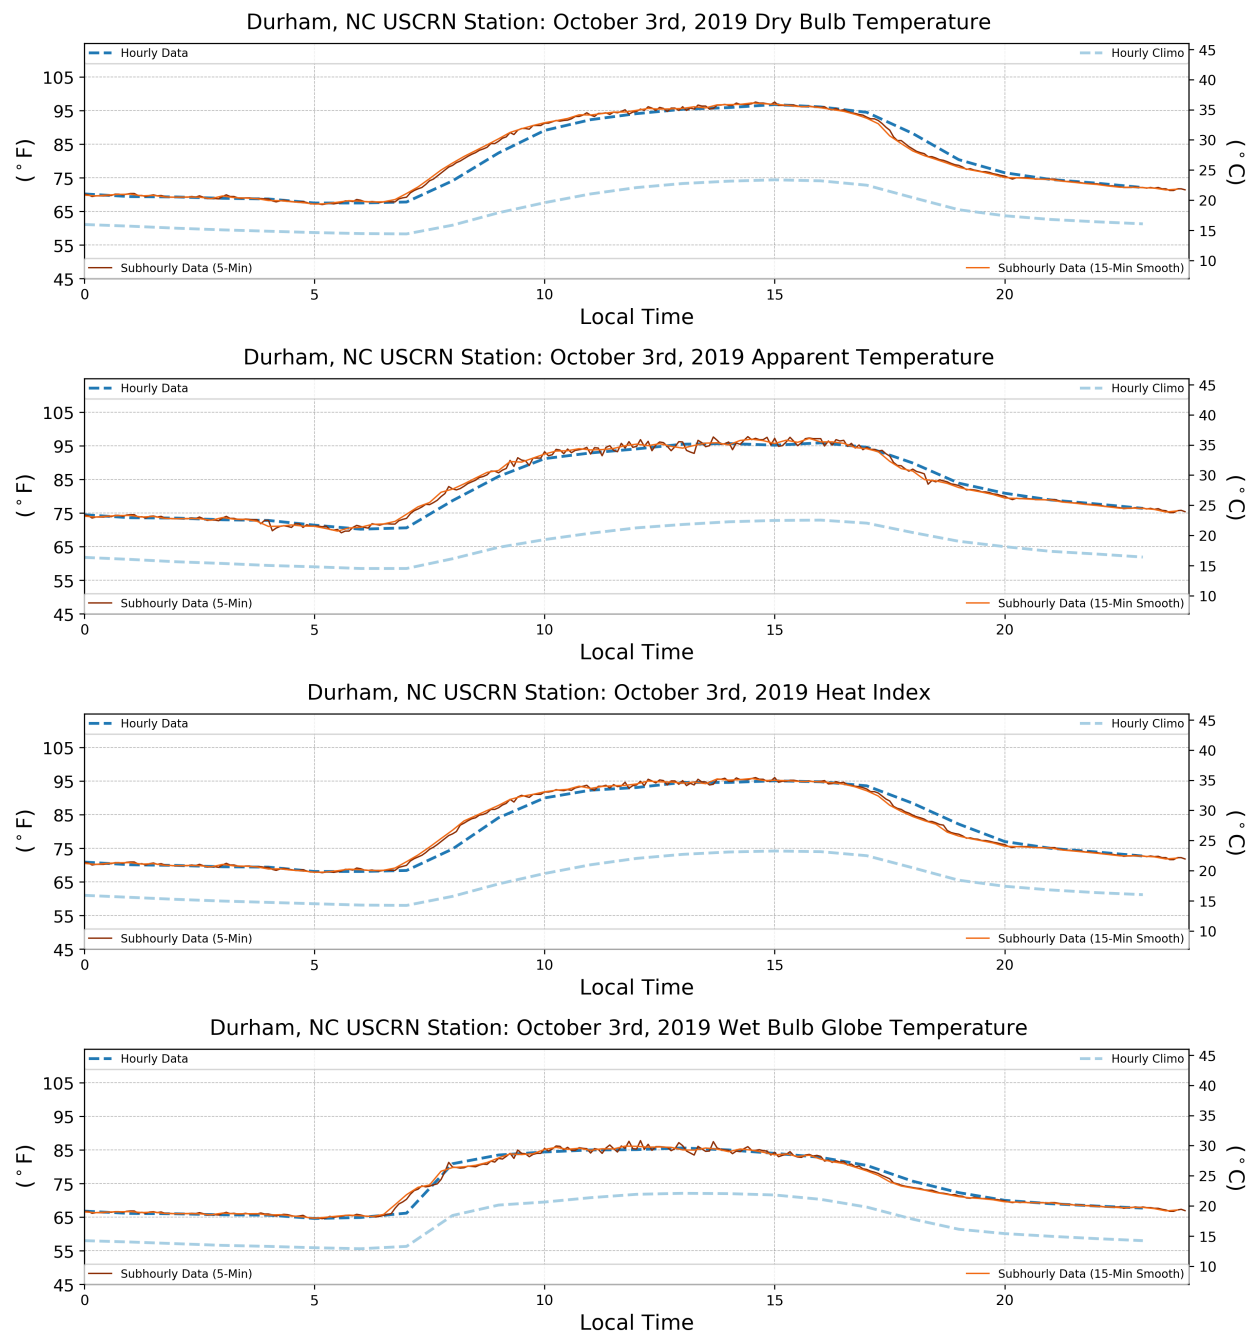 Durham, NC USCRN Station: October 3rd, 2019 Dry Bulb Temperature
Hourly Data
Hourly Climo
105
95
85
75
65
55
45
(°F)
45
40
35
30
25
20
15
10
(°C)
Subhourly Data (5-Min)
Subhourly Data (15-Min Smooth)
0 5 10 15 20
Local Time
Durham, NC USCRN Station: October 3rd, 2019 Apparent Temperature
Hourly Data
Hourly Climo
105
95
85
75
65
55
45
(°F)
45
40
35
30
25
20
15
10
(°C)
Subhourly Data (5-Min)
Subhourly Data (15-Min Smooth)
0 5 10 15 20
Local Time
Durham, NC USCRN Station: October 3rd, 2019 Heat Index
Hourly Data
Hourly Climo
105
95
85
75
65
55
45
(°F)
45
40
35
30
25
20
15
10
(°C)
Subhourly Data (5-Min)
Subhourly Data (15-Min Smooth)
0 5 10 15 20
Local Time
Durham, NC USCRN Station: October 3rd, 2019 Wet Bulb Globe Temperature
Hourly Data
Hourly Climo
105
95
85
75
65
55
45
(°F)
45
40
35
30
25
20
15
10
(°C)
Subhourly Data (5-Min)
Subhourly Data (15-Min Smooth)
0 5 10 15 20
Local Time